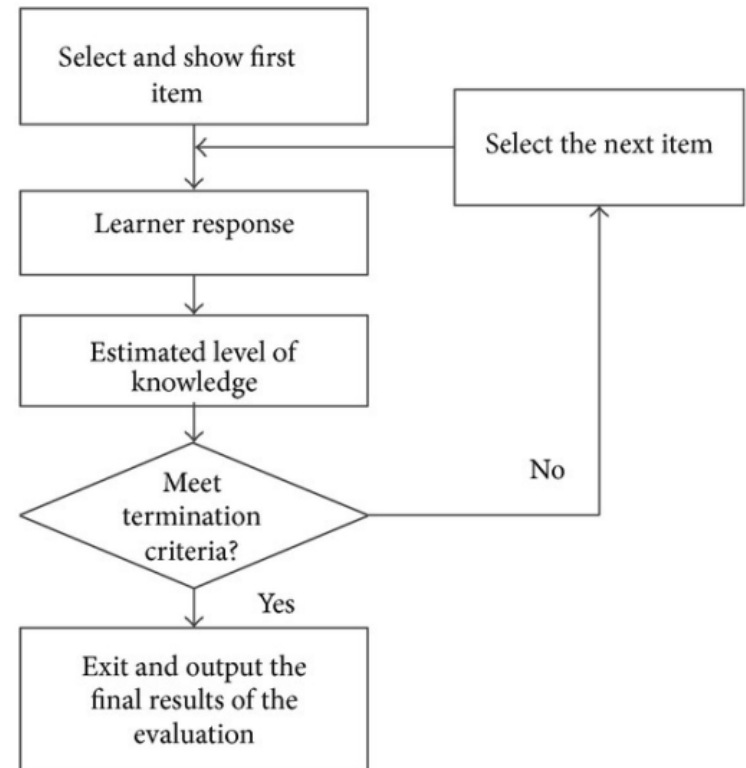 Select and show first
item
Select the next item
Learner response
Estimated level of
knowledge
Meet
termination
criteria?
No
Yes
Exit and output the
final results of the
evaluation